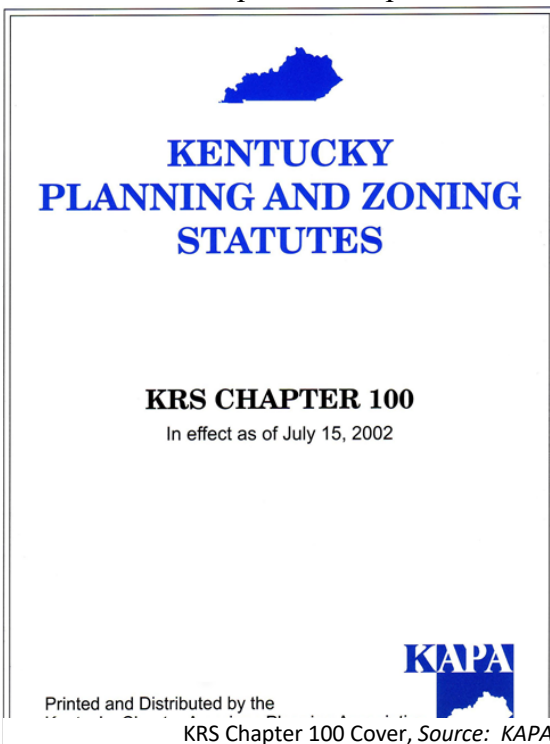 KENTUCKY
PLANNING AND ZONING
STATUTES
KRS CHAPTER 100
In effect as of July 15, 2002
KAPA
Printed and Distributed by the
KRS Chapter 100 Cover, Source: KAPA